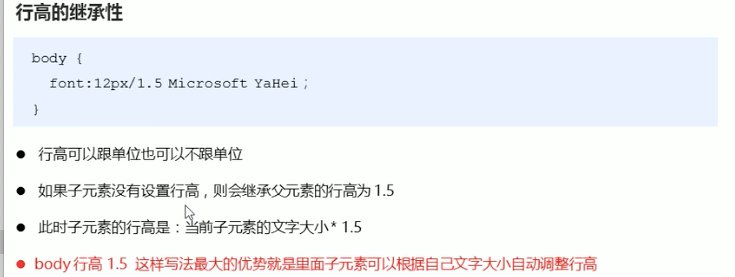 行高的继承性
body {
font:12px/1.5 Microsoft YaHei；
}
● 行高可以跟单位也可以不跟单位
● 如果子元素没有设置行高，则会继承父元素的行高为 1.5
● 此时子元素的行高是：当前子元素的文字大小 * 1.5
● body 行高 1.5 这样写法最大的优势就是里面子元素可以根据自己文字大小自动调整行高